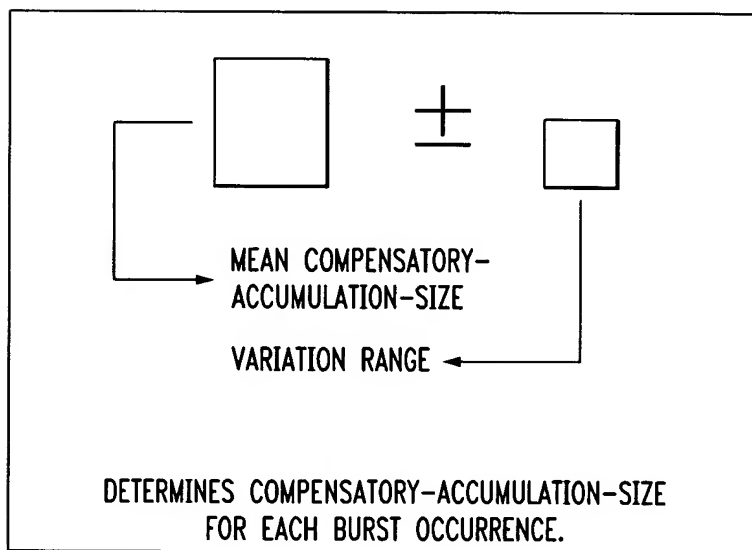 ±
MEAN COMPENSATORY-
ACCUMULATION-SIZE
VARIATION RANGE
DETERMINES COMPENSATORY-ACCUMULATION-SIZE
FOR EACH BURST OCCURRENCE.